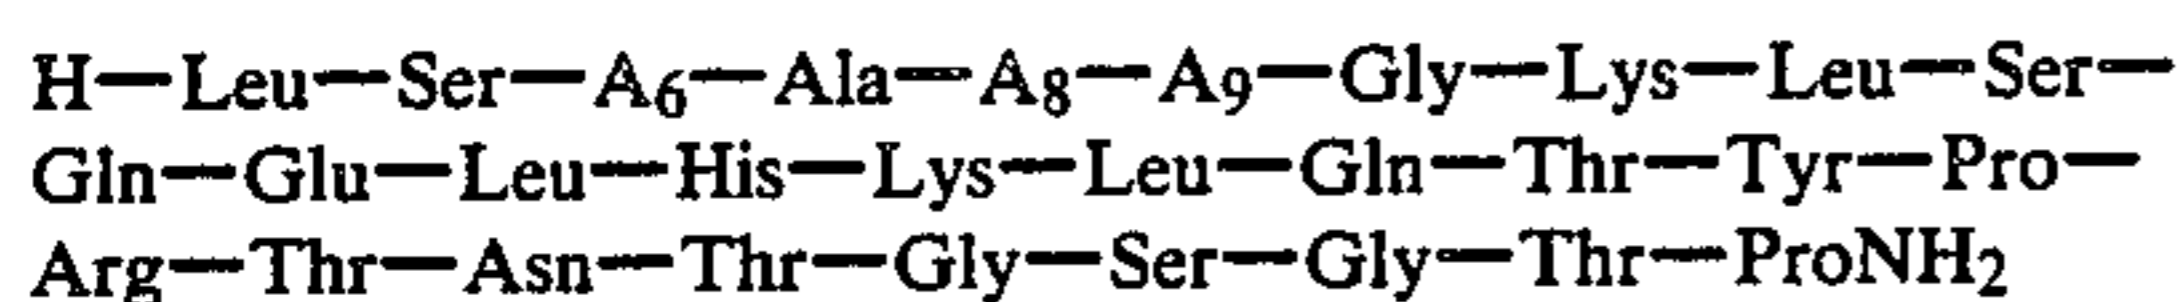 H—Leu—Ser—A₆—Ala—A₈—A₉—Gly—Lys—Leu—Ser—
Gln—Glu—Leu—His—Lys—Leu—Gln—Thr—Tyr—Pro—
Arg—Thr—Asn—Thr—Gly—Ser—Gly—Thr—ProNH₂